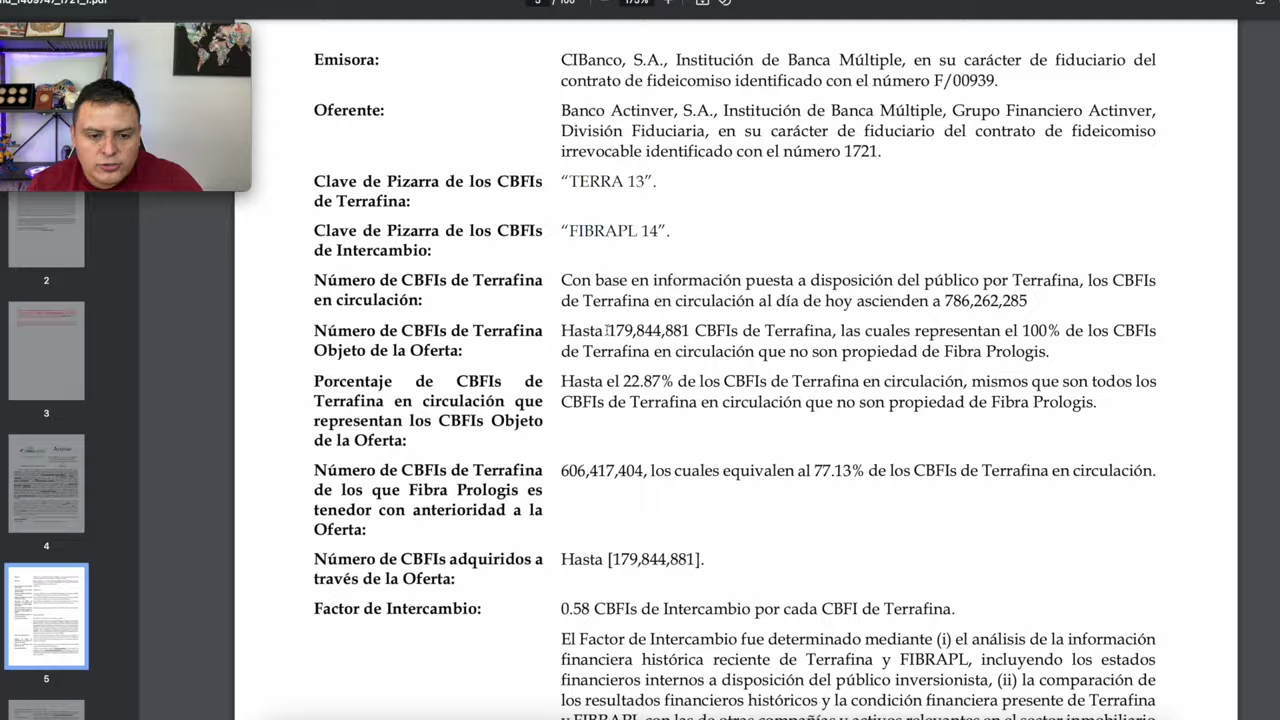 Emisora:
CIBanco, S.A., Institución de Banca Múltiple, en su carácter de fiduciario del
contrato de fideicomiso identificado con el número F/00939.
Oferente:
Banco Actinver, S.A., Institución de Banca Múltiple, Grupo Financiero Actinver,
División Fiduciaria, en su carácter de fiduciario del contrato de fideicomiso
irrevocable identificado con el número 1721.
Clave de Pizarra de los CBFIs
de Terrafina:
“TERRA 13”.
Clave de Pizarra de los CBFIs
de Intercambio:
“FIBRAPL 14”.
Número de CBFIs de Terrafina
en circulación:
Con base en información puesta a disposición del público por Terrafina, los CBFIs
de Terrafina en circulación al día de hoy ascienden a 786,262,285
Número de CBFIs de Terrafina
Objeto de la Oferta:
Hasta 179,844,881 CBFIs de Terrafina, las cuales representan el 100% de los CBFIs
de Terrafina en circulación que no son propiedad de Fibra Prologis.
Porcentaje de CBFIs de
Terrafina en circulación que
representan los CBFIs Objeto
de la Oferta:
Hasta el 22.87% de los CBFIs de Terrafina en circulación, mismos que son todos los
CBFIs de Terrafina en circulación que no son propiedad de Fibra Prologis.
Número de CBFIs de Terrafina
de los que Fibra Prologis es
tenedor con anterioridad a la
Oferta:
606,417,404, los cuales equivalen al 77.13% de los CBFIs de Terrafina en circulación.
Número de CBFIs adquiridos a
través de la Oferta:
Hasta [179,844,881].
Factor de Intercambio:
0.58 CBFIs de Intercambio por cada CBFI de Terrafina.
El Factor de Intercambio fue determinado mediante (i) el análisis de la información
financiera histórica reciente de Terrafina y FIBRAPL, incluyendo los estados
financieros internos a disposición del público inversionista, (ii) la comparación de
los resultados financieros históricos y la condición financiera presente de Terrafina
2
3
4
5